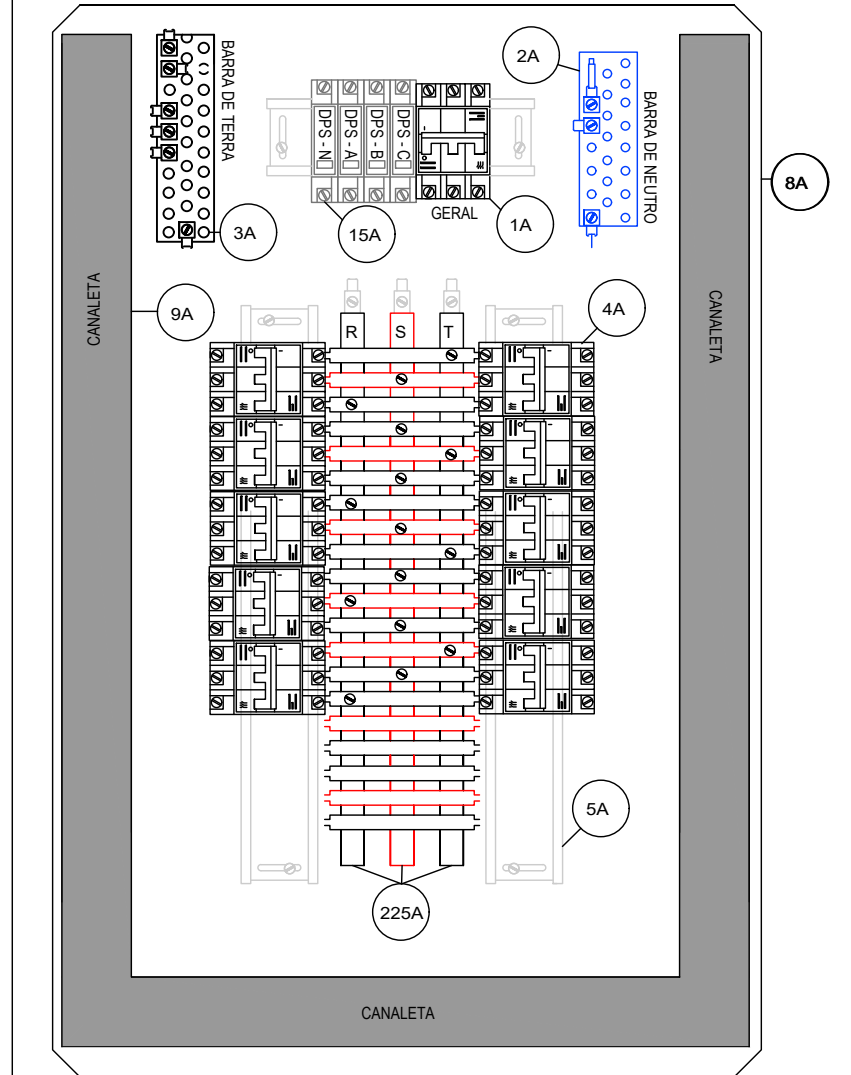 BARRA DE TERRA
3A
DPS - N
DPS - A
DPS - B
DPS - C
15A
GERAL
1A
2A
BARRA DE NEUTRO
8A
CANALETA
9A
R
S
T
4A
CANALETA
5A
225A
CANALETA